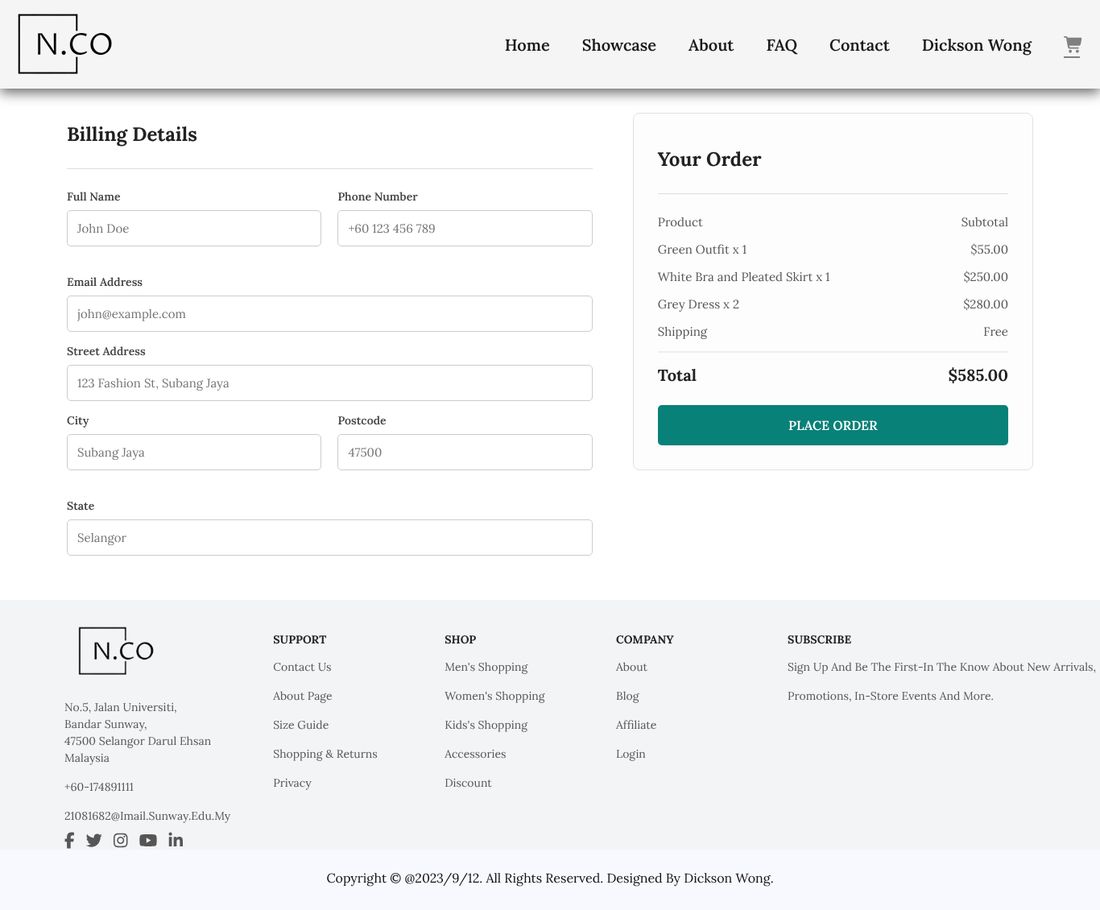 N.CO
Home Showcase About FAQ Contact Dickson Wong
Billing Details
Full Name Phone Number
John Doe +60 123 456 789
Email Address
john@example.com
Street Address
123 Fashion St, Subang Jaya
City Postcode
Subang Jaya 47500
State
Selangor
Your Order
Product Subtotal
Green Outfit x 1 $55.00
White Bra and Pleated Skirt x 1 $250.00
Grey Dress x 2 $280.00
Shipping Free
Total $585.00
PLACE ORDER
N.CO
No.5, Jalan Universiti,
Bandar Sunway,
47500 Selangor Darul Ehsan
Malaysia
+60-174891111
21081682@Imail.Sunway.Edu.My
SUPPORT
Contact Us
About Page
Size Guide
Shopping & Returns
Privacy
SHOP
Men's Shopping
Women's Shopping
Kid's Shopping
Accessories
Discount
COMPANY
About
Blog
Affiliate
Login
SUBSCRIBE
Sign Up And Be The First-In The Know About New Arrivals,
Promotions, In-Store Events And More.
Copyright © @2023/9/12. All Rights Reserved. Designed By Dickson Wong.